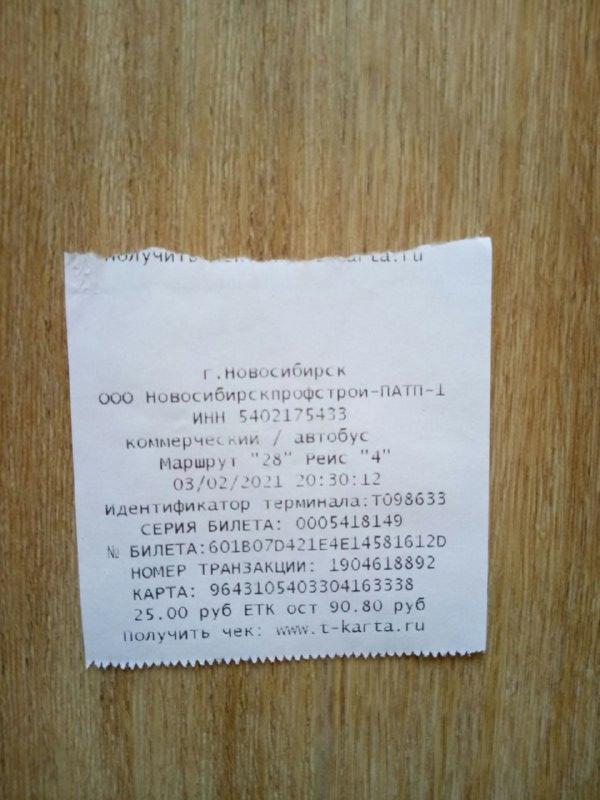 Получить чек www.t-karta.ru
г.Новосибирск
ООО Новосибирскпрофстрой-ПАТП-1
ИНН 5402175433
коммерческий / автобус
Маршрут "28" Рейс "4"
03/02/2021 20:30:12
идентификатор терминала:T098633
СЕРИЯ БИЛЕТА: 0005418149
№ БИЛЕТА:601B07D421E4E14581612D
НОМЕР ТРАНЗАКЦИИ: 1904618892
КАРТА: 9643105403304163338
25.00 руб ЕТК ост 90.80 руб
Получить чек: www.t-karta.ru